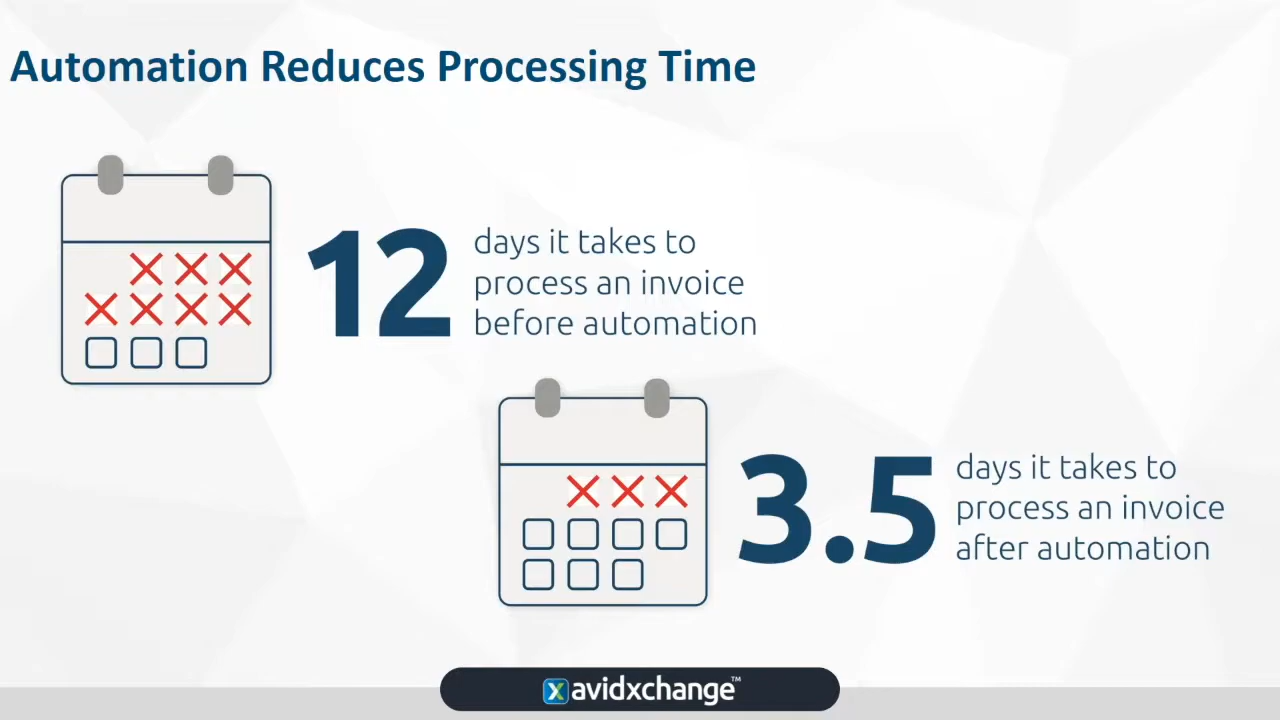 Automation Reduces Processing Time
12
days it takes to
process an invoice
before automation
3.5
days it takes to
process an invoice
after automation
avidxchange™